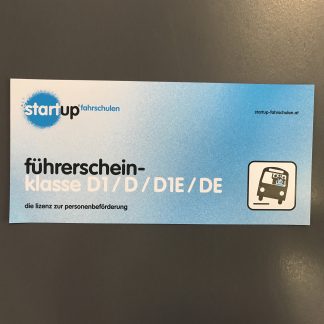 startup fahrschulen
startup-fahrschulen.at
führerschein-
klasse D1 / D / D1E / DE
die lizenz zur personenbeförderung